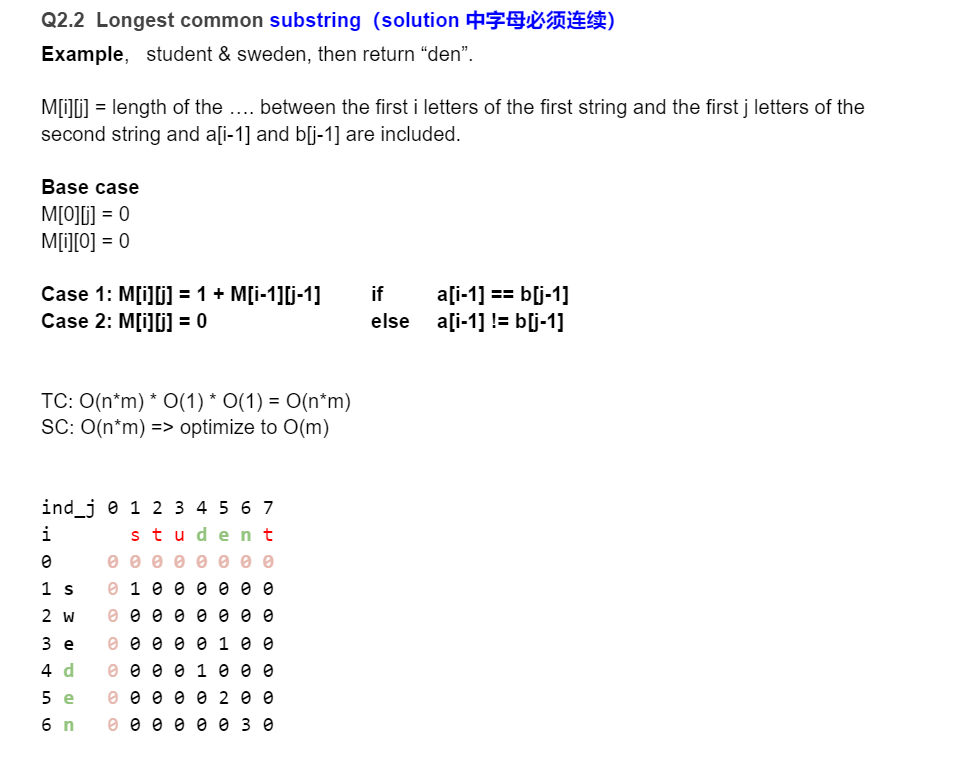 Q2.2 Longest common substring（solution 中字母必须连续）
Example, student & sweden, then return “den”.
M[i][j] = length of the …. between the first i letters of the first string and the first j letters of the
second string and a[i-1] and b[j-1] are included.
Base case
M[0][j] = 0
M[i][0] = 0
Case 1: M[i][j] = 1 + M[i-1][j-1] if a[i-1] == b[j-1]
Case 2: M[i][j] = 0 else a[i-1] != b[j-1]
TC: O(n*m) * O(1) * O(1) = O(n*m)
SC: O(n*m) => optimize to O(m)
ind_j 0 1 2 3 4 5 6 7
i s t u d e n t
0 0 0 0 0 0 0 0 0
1 s 0 1 0 0 0 0 0 0
2 w 0 0 0 0 0 0 0 0
3 e 0 0 0 0 0 1 0 0
4 d 0 0 0 0 1 0 0 0
5 e 0 0 0 0 0 2 0 0
6 n 0 0 0 0 0 0 3 0